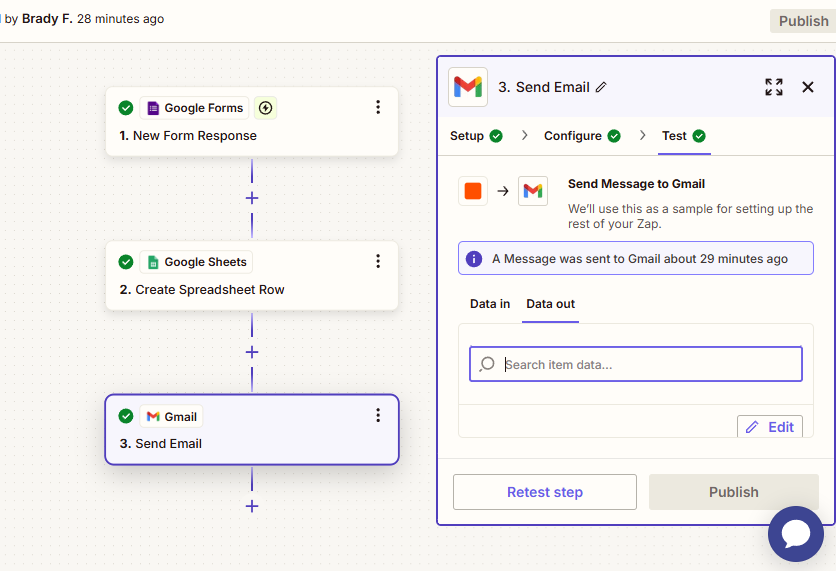 by Brady F. 28 minutes ago
Publish
Google Forms
1. New Form Response
Google Sheets
2. Create Spreadsheet Row
Gmail
3. Send Email
3. Send Email
Setup
Configure
Test
Send Message to Gmail
We'll use this as a sample for setting up the
rest of your Zap.
A Message was sent to Gmail about 29 minutes ago
Data in
Data out
Search item data...
Edit
Retest step
Publish